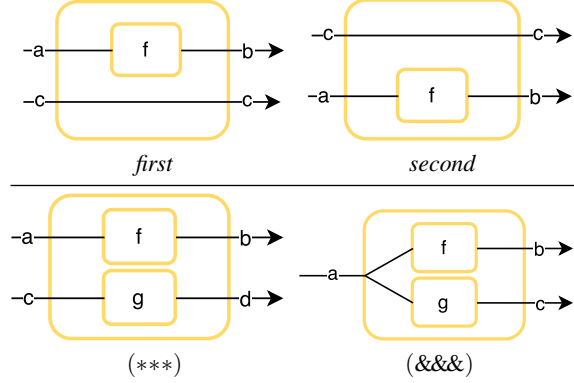 a f b
c c
first
c c
a f b
second
a f b
c g d
(***)
a f b
g c
(&&&)